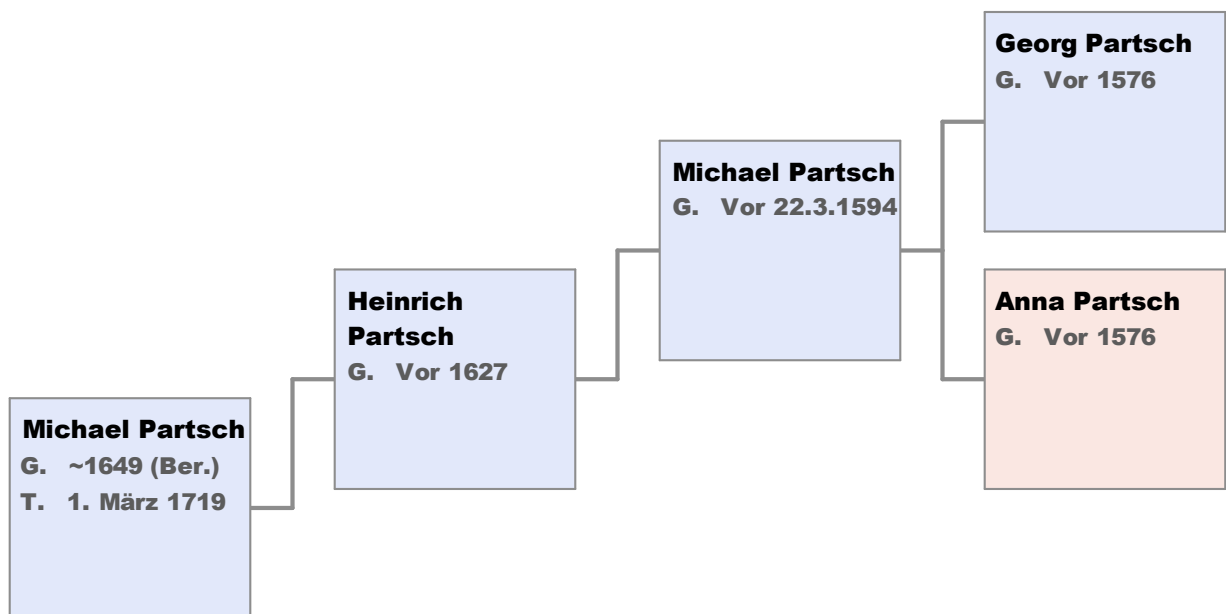 Georg Partsch
G. Vor 1576
Michael Partsch
G. Vor 22.3.1594
Heinrich
Partsch
G. Vor 1627
Anna Partsch
G. Vor 1576
Michael Partsch
G. ~1649 (Ber.)
T. 1. März 1719